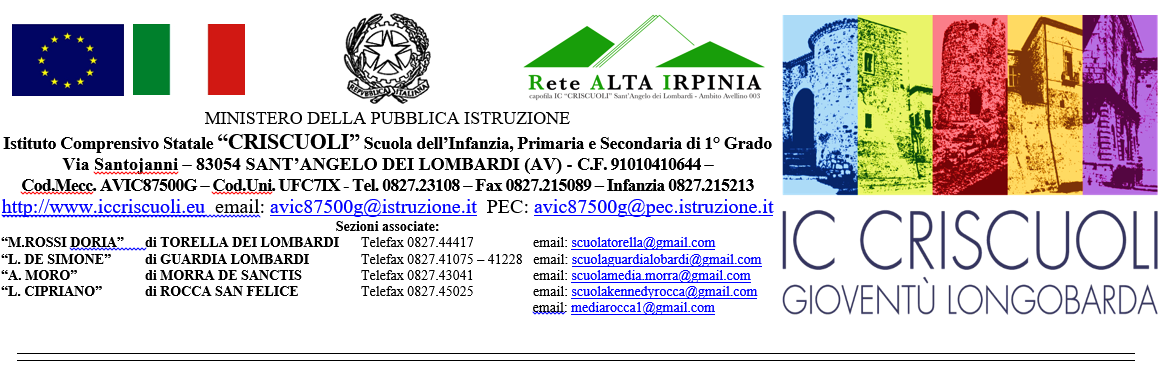 REPVBBLICA ITALIANA
RETE ALTA IRPINIA
capofila IC "CRISCUOLI" Sant'Angelo dei Lombardi - Ambito Avellino 003
MINISTERO DELLA PUBBLICA ISTRUZIONE
Istituto Comprensivo Statale “CRISCUOLI” Scuola dell’Infanzia, Primaria e Secondaria di 1° Grado
Via Santojanni – 83054 SANT’ANGELO DEI LOMBARDI (AV) - C.F. 91010410644 –
Cod.Mecc. AVIC87500G – Cod.Uni. UFC7IX - Tel. 0827.23108 – Fax 0827.215089 – Infanzia 0827.215213
http://www.iccriscuoli.eu email: avic87500g@istruzione.it PEC: avic87500g@pec.istruzione.it
Sezioni associate:
“M.ROSSI DORIA” di TORELLA DEI LOMBARDI Telefax 0827.44417 email: scuolatorella@gmail.com
“L. DE SIMONE” di GUARDIA LOMBARDI Telefax 0827.41075 – 41228 email: scuolaguardialobardi@gmail.com
“A. MORO” di MORRA DE SANCTIS Telefax 0827.43041 email: scuolamedia.morra@gmail.com
“L. CIPRIANO” di ROCCA SAN FELICE Telefax 0827.45025 email: scuolakennedyrocca@gmail.com
email: mediarocca1@gmail.com
IC CRISCUOLI
GIOVENTÙ LONGOBARDA